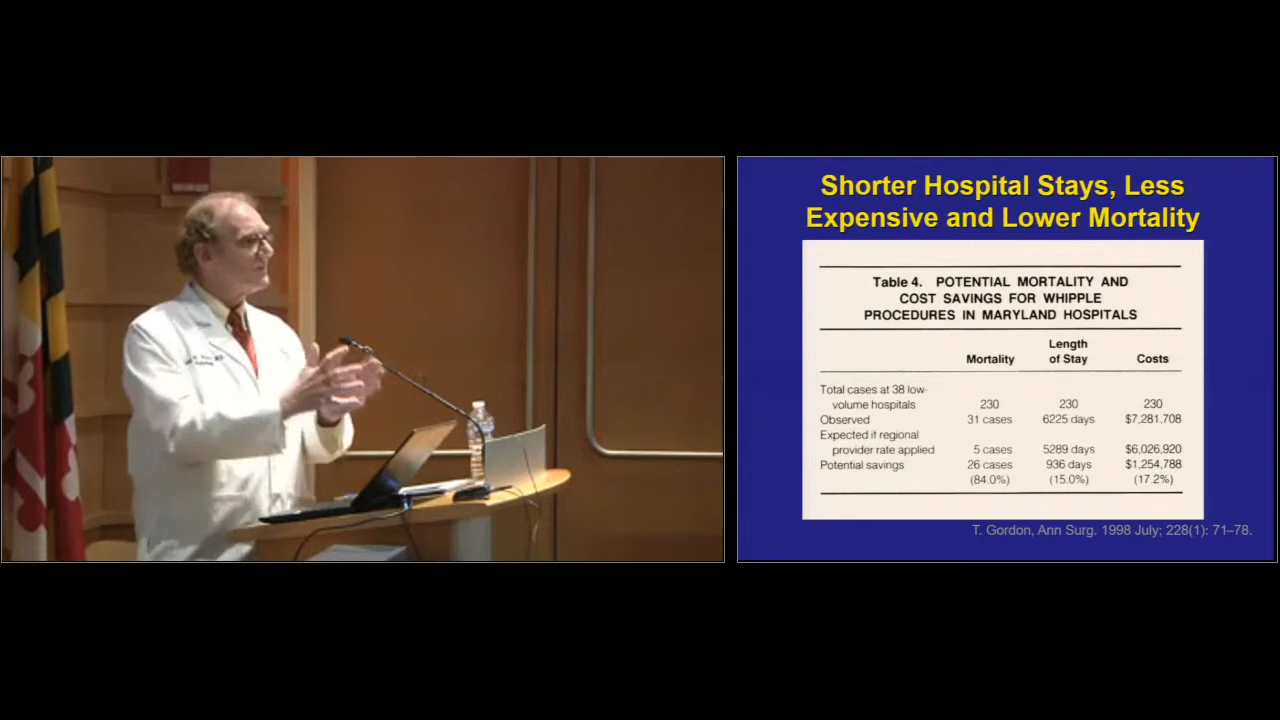 Shorter Hospital Stays, Less
Expensive and Lower Mortality
Table 4. POTENTIAL MORTALITY AND
COST SAVINGS FOR WHIPPLE
PROCEDURES IN MARYLAND HOSPITALS
Mortality Length of Stay Costs
Total cases at 38 low-
volume hospitals 230 230 230
Observed 31 cases 6225 days $7,281,708
Expected if regional
provider rate applied 5 cases 5289 days $6,026,920
Potential savings 26 cases 936 days $1,254,788
(84.0%) (15.0%) (17.2%)
T. Gordon, Ann Surg. 1998 July; 228(1): 71–78.